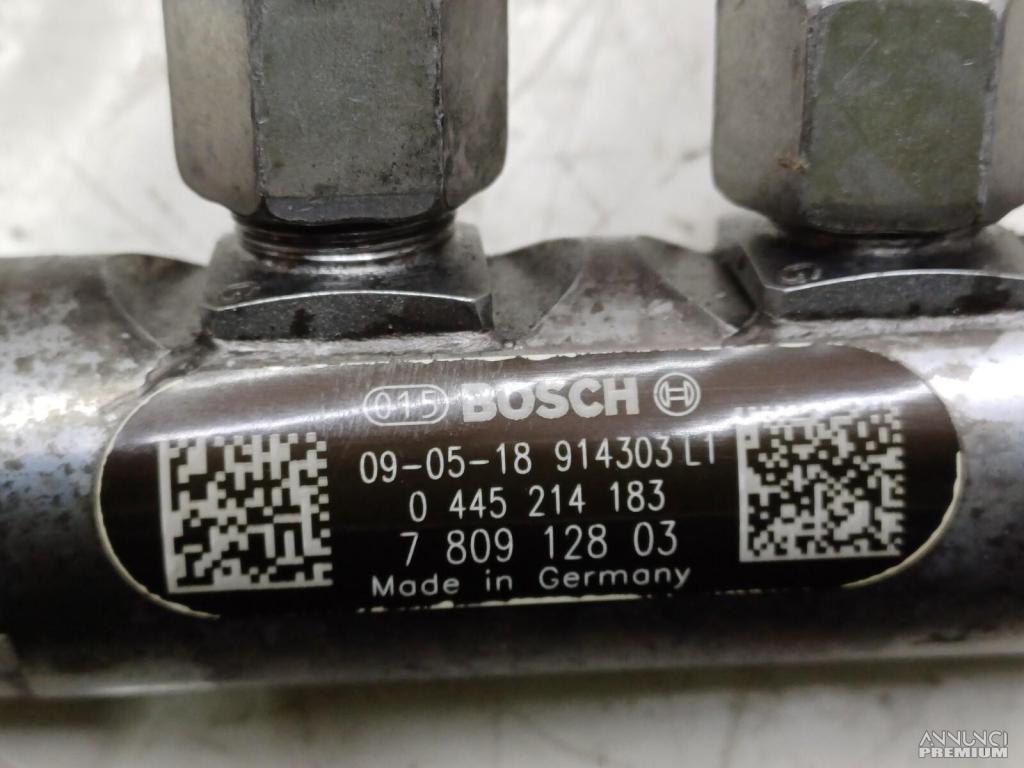 015 BOSCH
09-05-18 914303 L1
0 445 214 183
7 809 128 03
Made in Germany
ANNUNCI
PREMIUM